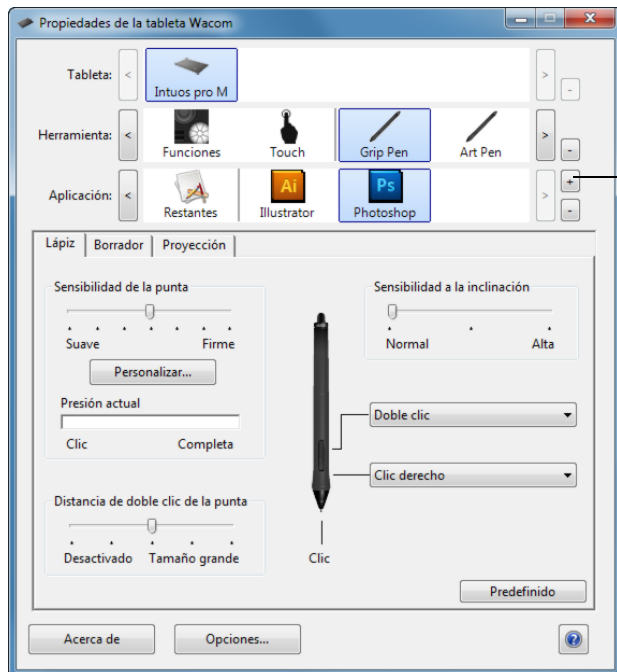 Propiedades de la tableta Wacom
Tableta: < > -
Intuos pro M
Herramienta: < > -
Funciones Touch Grip Pen Art Pen
Aplicación: < Ai Ps > + -
Restantes Illustrator Photoshop
Lápiz Borrador Proyección
Sensibilidad de la punta
Suave Firme
Personalizar...
Presión actual
Clic Completa
Distancia de doble clic de la punta
Desactivado Tamaño grande
Sensibilidad a la inclinación
Normal Alta
Doble clic
Clic derecho
Clic
Predefinido
Acerca de Opciones... ?